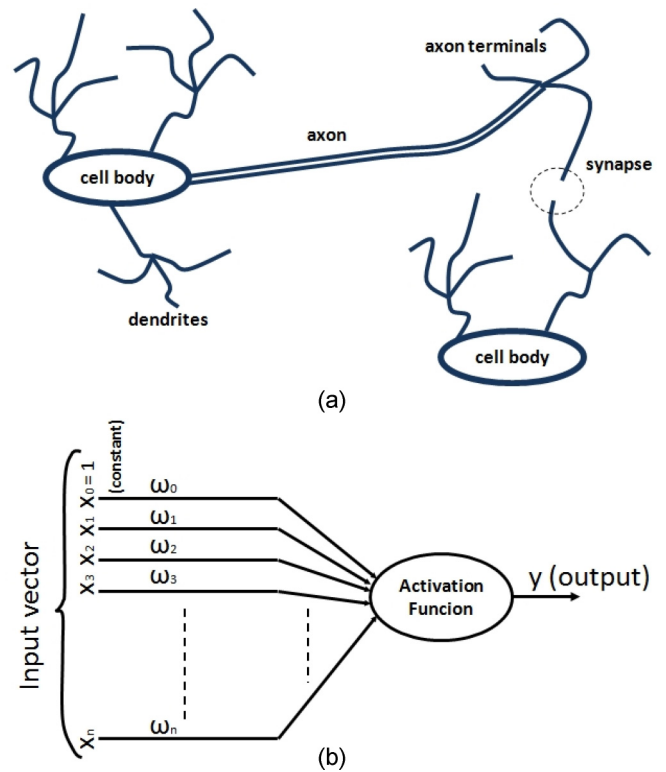 axon terminals
axon
synapse
cell body
dendrites
cell body
(a)
Input vector
X₀ = 1
(constant)
ω₀
X₁
ω₁
X₂
ω₂
X₃
ω₃
Activation
Funcion
y (output)
Xₙ
ωₙ
(b)